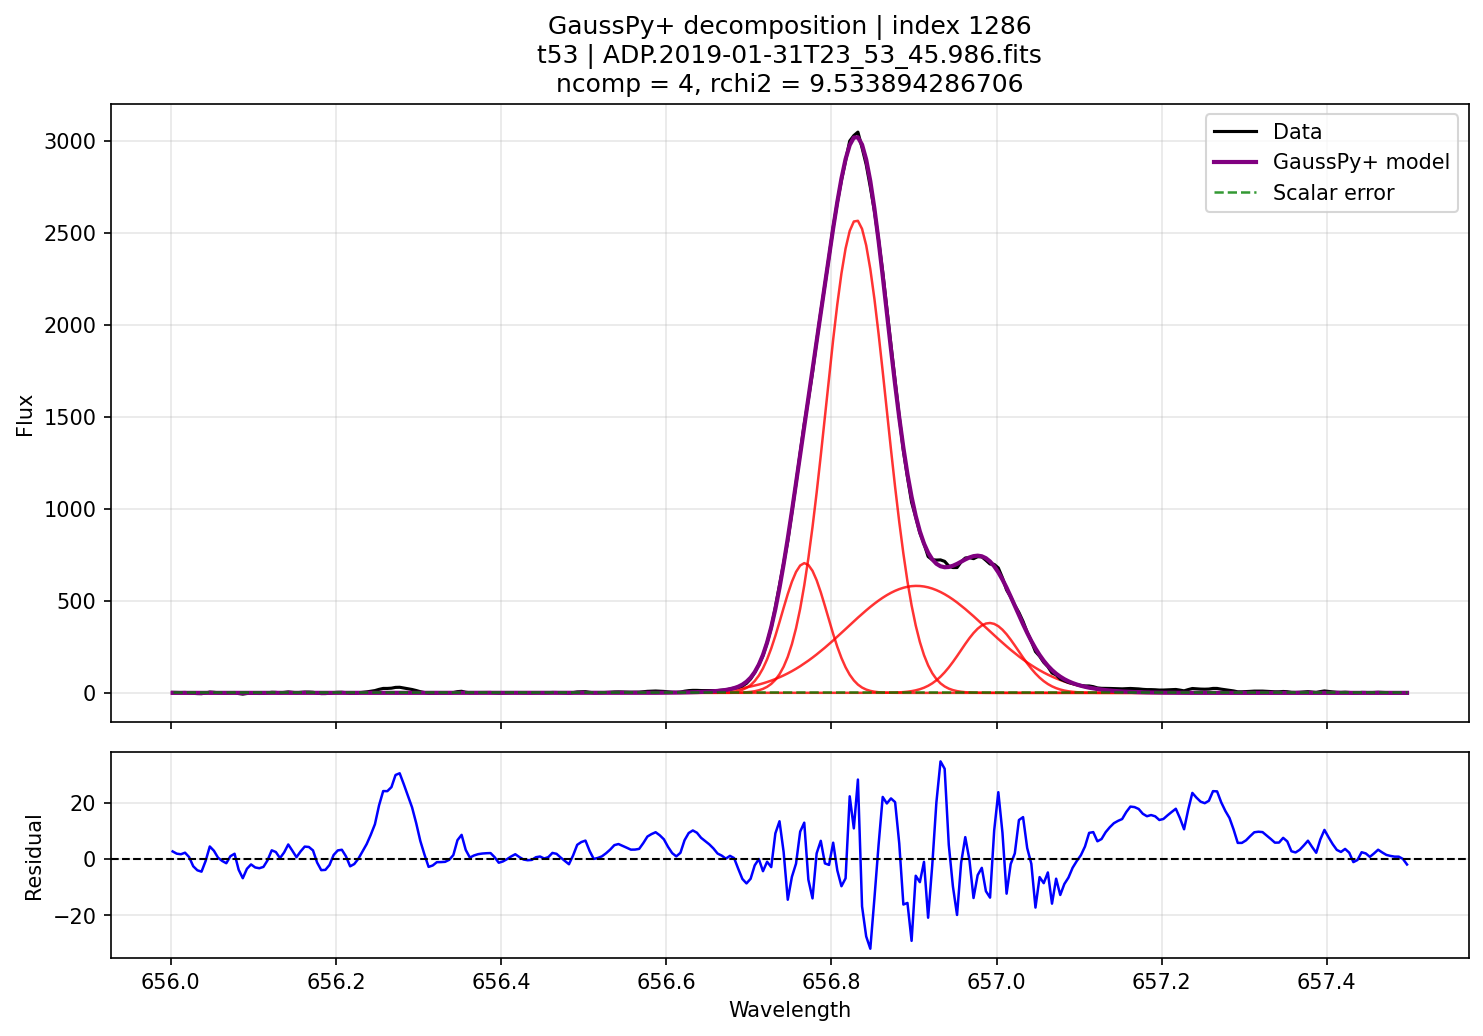 GaussPy+ decomposition | index 1286
t53 | ADP.2019-01-31T23_53_45.986.fits
ncomp = 4, rchi2 = 9.533894286706
Data
GaussPy+ model
Scalar error
Flux
3000
2500
2000
1500
1000
500
0
Residual
20
0
−20
656.0 656.2 656.4 656.6 656.8 657.0 657.2 657.4
Wavelength